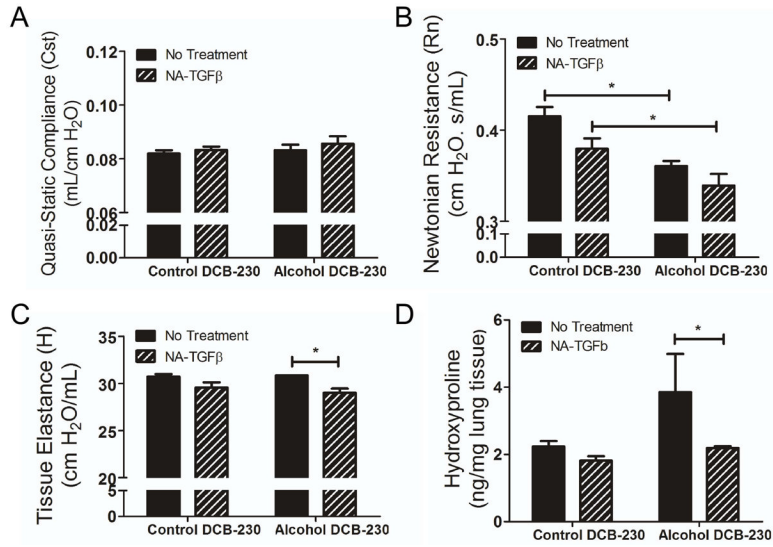 A
Quasi-Static Compliance (Cst)
(mL/cm H₂O)
0.12
0.10
0.08
0.06
0.02
0.00
No Treatment
NA-TGFβ
Control DCB-230 Alcohol DCB-230
B
Newtonian Resistance (Rn)
(cm H₂O. s/mL)
0.5
0.4
0.3
0.1
0.0
No Treatment
NA-TGFβ
*
*
Control DCB-230 Alcohol DCB-230
C
Tissue Elastance (H)
(cm H₂O/mL)
35
30
25
20
5
0
No Treatment
NA-TGFβ
*
Control DCB-230 Alcohol DCB-230
D
Hydroxyproline
(ng/mg lung tissue)
6
4
2
0
No Treatment
NA-TGFb
*
Control DCB-230 Alcohol DCB-230